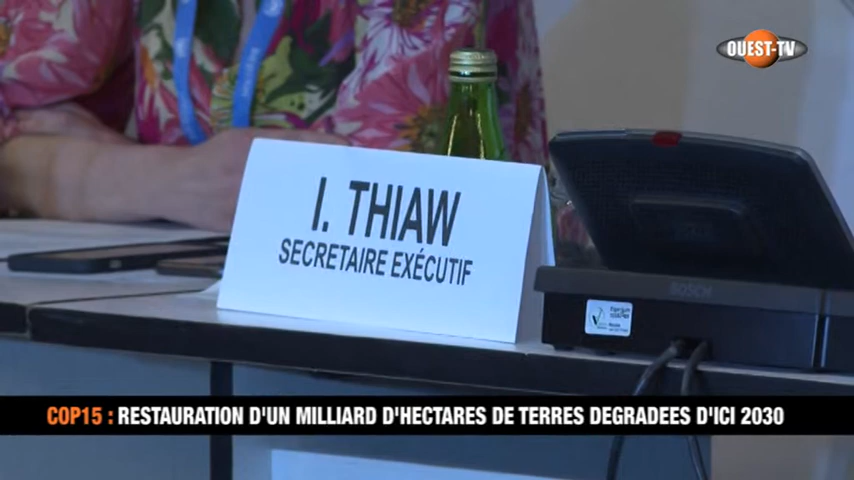 OUEST-TV
I. THIAW
SECRETAIRE EXÉCUTIF
BOSCH
COP15 : RESTAURATION D'UN MILLIARD D'HECTARES DE TERRES DEGRADEES D'ICI 2030